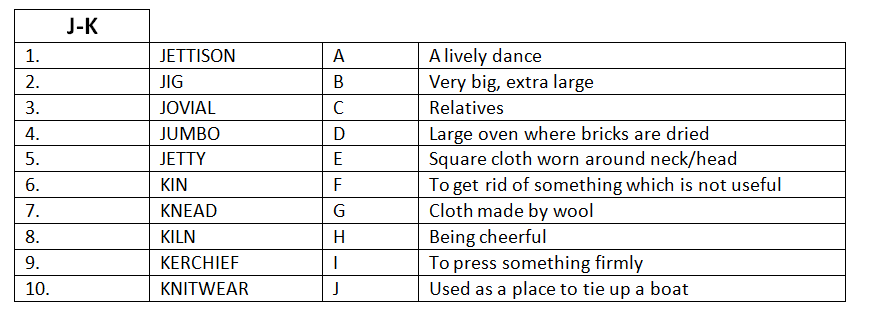 J-K
1. JETTISON A A lively dance
2. JIG B Very big, extra large
3. JOVIAL C Relatives
4. JUMBO D Large oven where bricks are dried
5. JETTY E Square cloth worn around neck/head
6. KIN F To get rid of something which is not useful
7. KNEAD G Cloth made by wool
8. KILN H Being cheerful
9. KERCHIEF I To press something firmly
10. KNITWEAR J Used as a place to tie up a boat